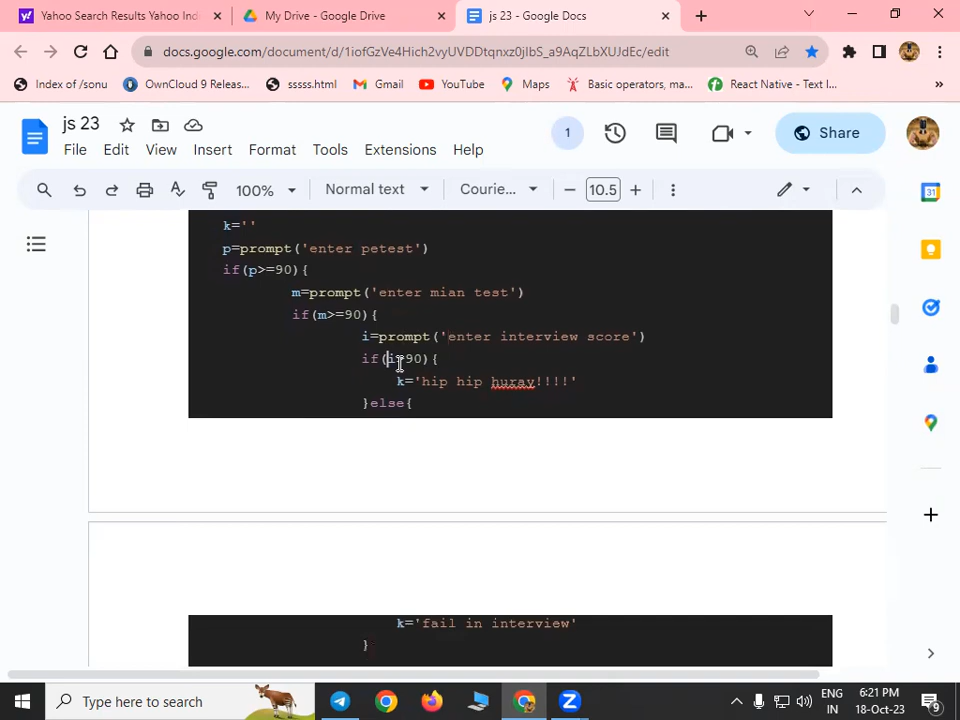 Yahoo Search Results Yahoo Ind
My Drive - Google Drive
js 23 - Google Docs
docs.google.com/document/d/1iofGzVe4Hich2vyUVDDtqnxz0jIbS_a9AqZLbXUJdEc/edit
Index of /sonu
OwnCloud 9 Releas...
sssss.html
Gmail
YouTube
Maps
Basic operators, ma...
React Native - Text I...
»
js 23
File Edit View Insert Format Tools Extensions Help
1
Share
100%
Normal text
Courie...
10.5
k=''
p=prompt('enter petest')
if(p>=90){
m=prompt('enter mian test')
if(m>=90){
i=prompt('enter interview score')
90){
k='hip hip huray!!!!'
}else{
k='fail in interview'
}
31
Type here to search
ENG
IN
6:21 PM
18-Oct-23
9